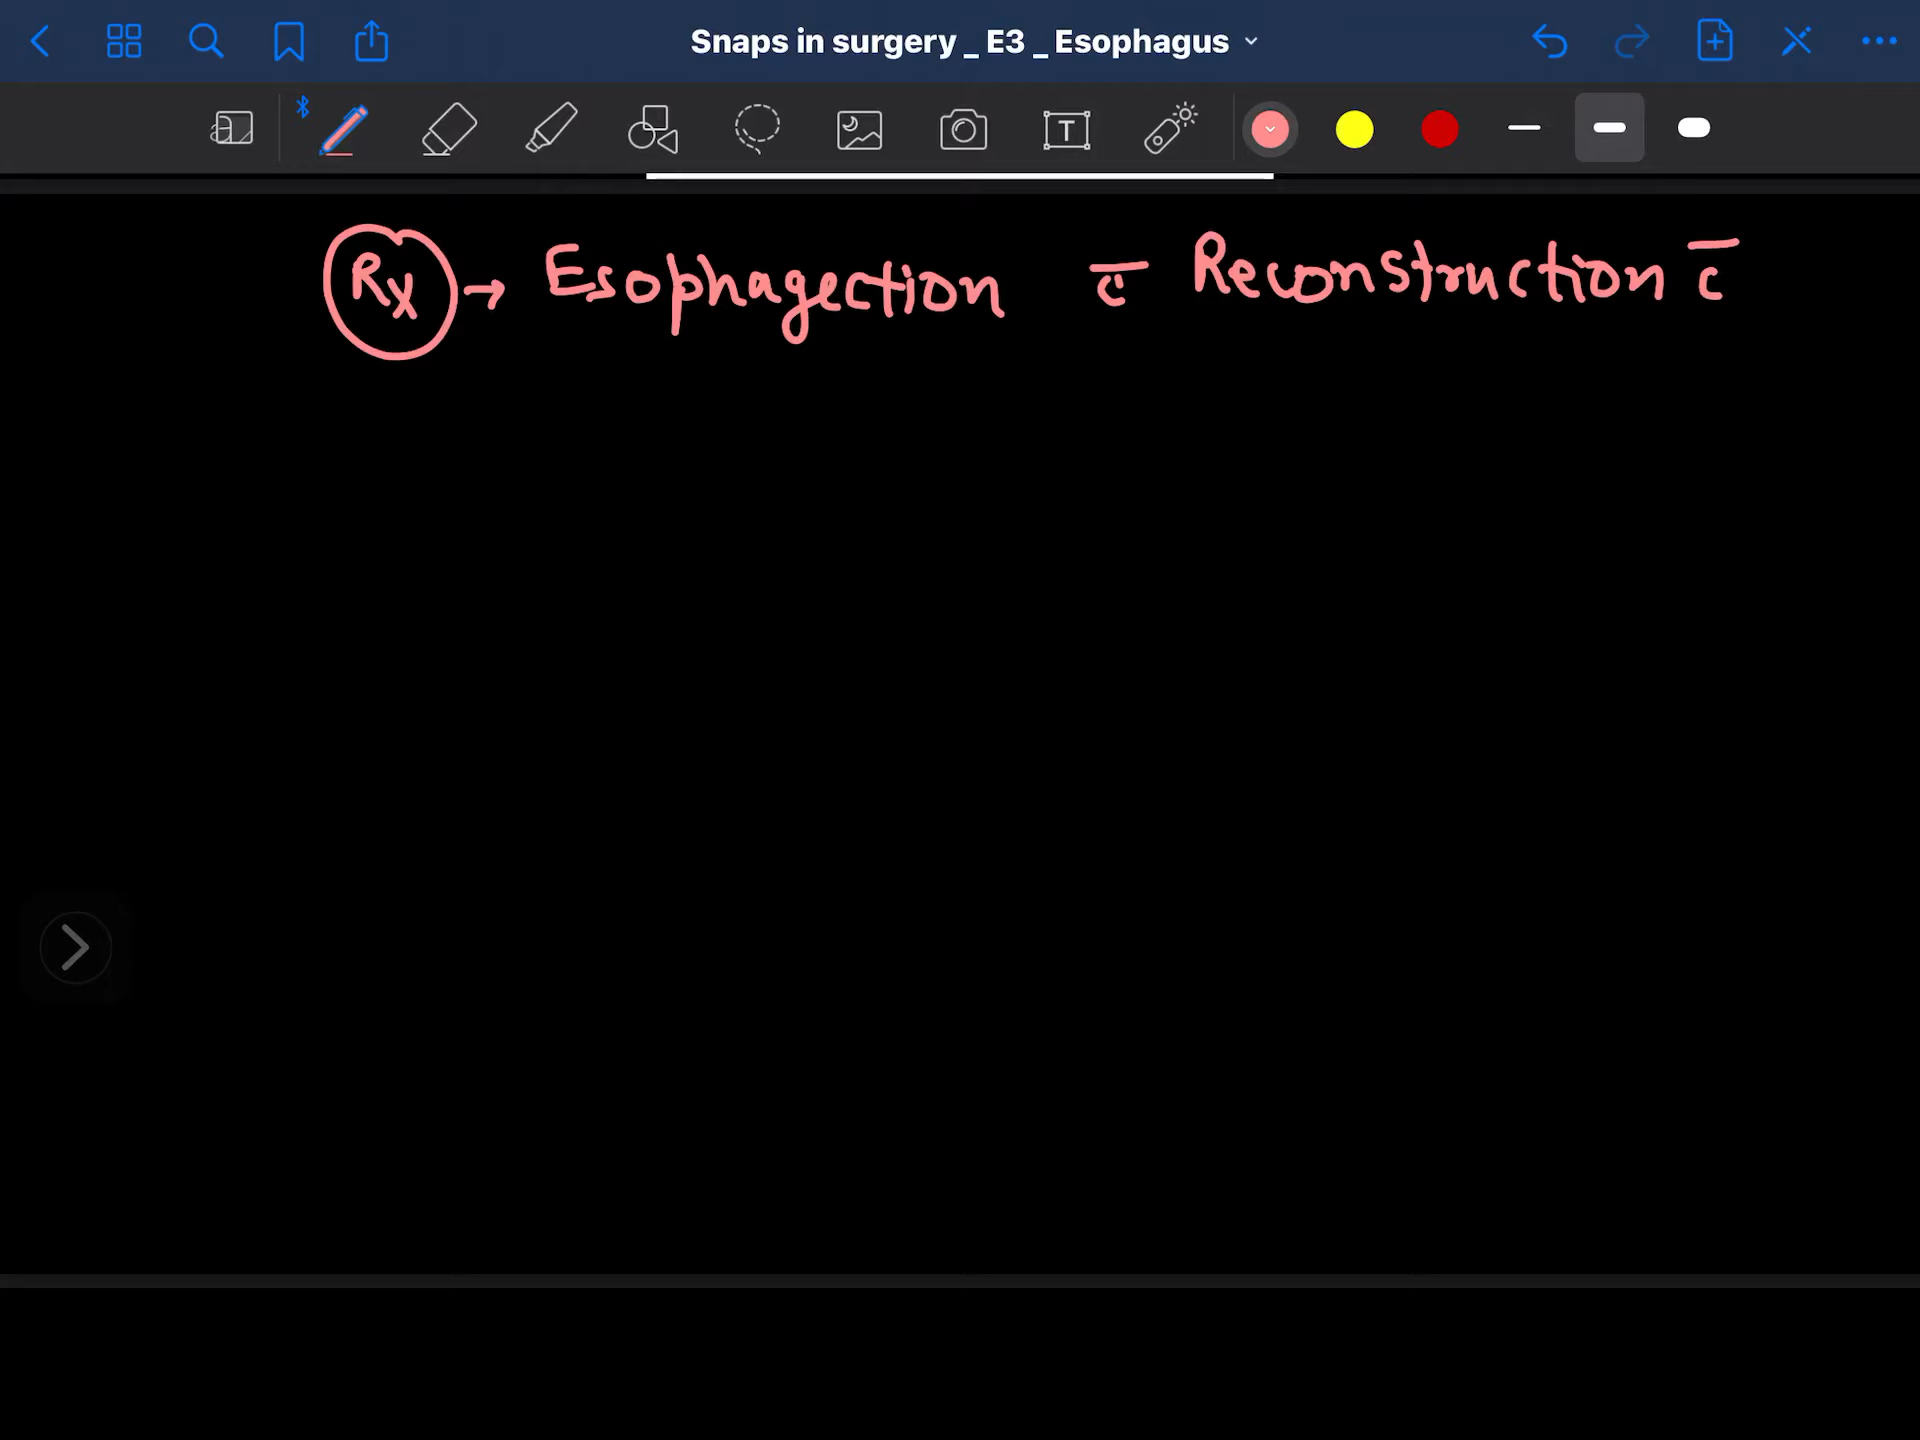 Snaps in surgery _ E3 _ Esophagus
T
Rx → Esophagection c̄ Reconstruction c̄